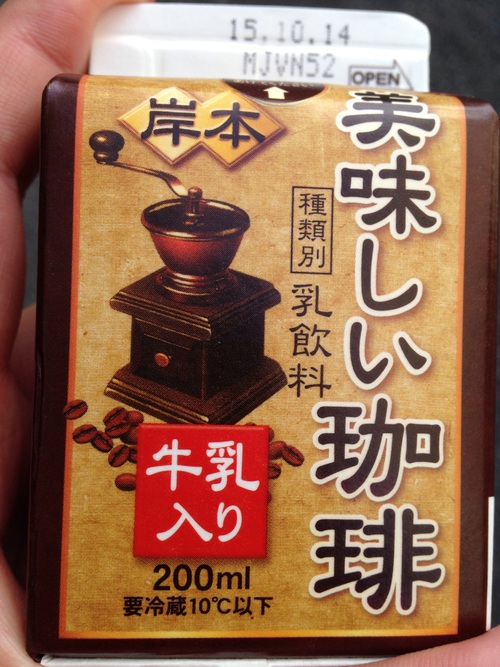 15.10.14
MJVN52
OPEN
岸本
美味しい珈琲
種類別
乳飲料
牛乳
入り
200ml
要冷蔵10℃以下